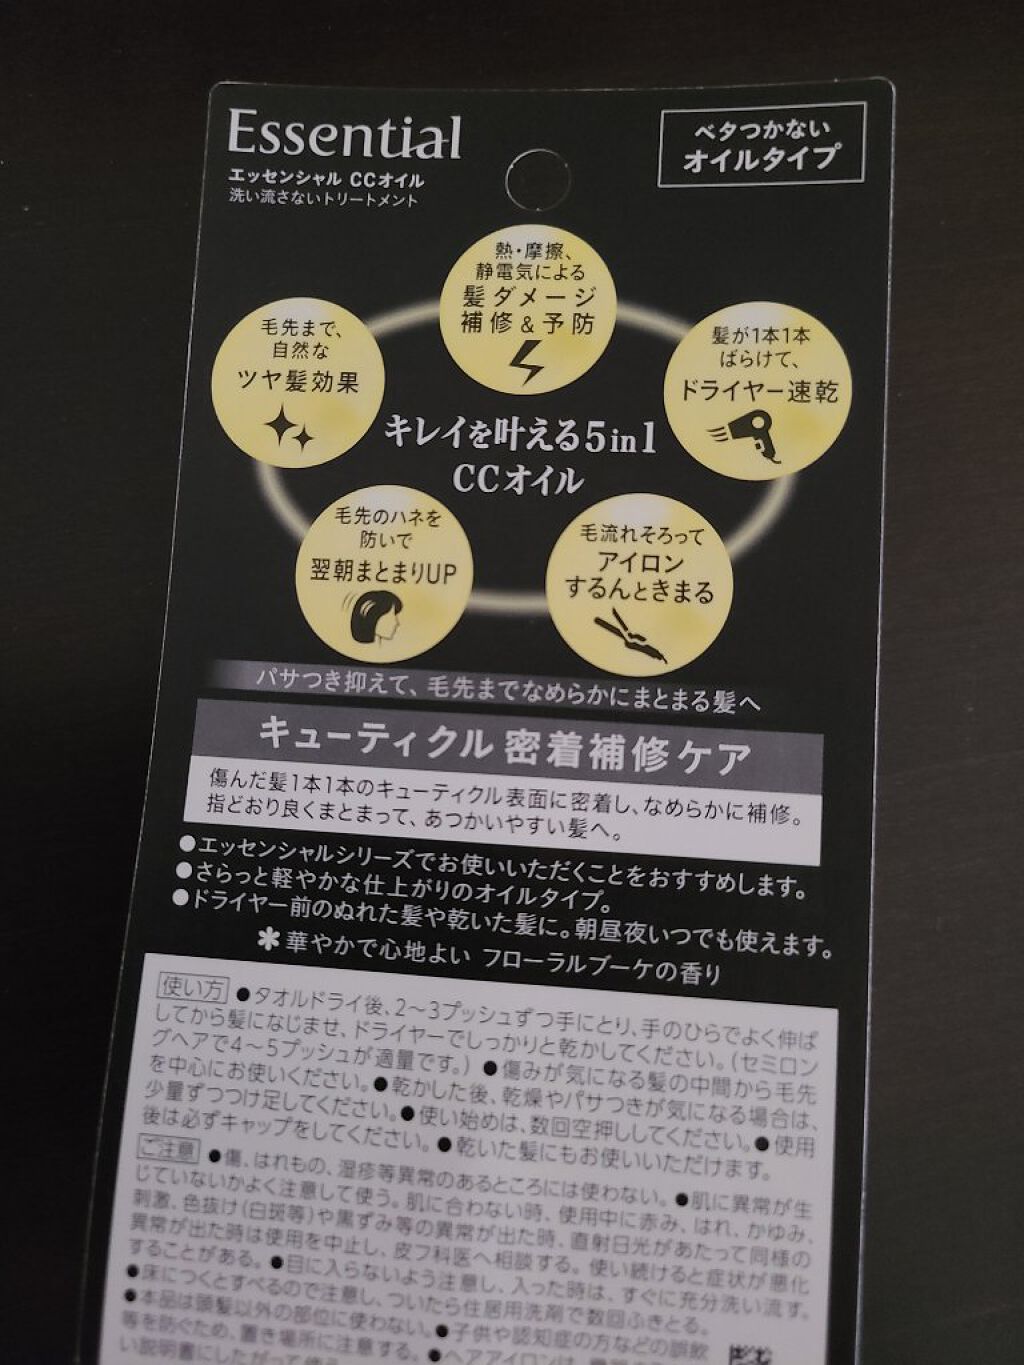 Essential
エッセンシャル CCオイル
洗い流さないトリートメント
ベタつかない
オイルタイプ
熱・摩擦、
静電気による
髪ダメージ
補修&予防
毛先まで、
自然な
ツヤ髪効果
髪が1本1本
ばらけて、
ドライヤー速乾
キレイを叶える5in1
CCオイル
毛先のハネを
防いで
翌朝まとまりUP
毛流れそろって
アイロン
するんときまる
パサつき抑えて、毛先までなめらかにまとまる髪へ
キューティクル密着補修ケア
傷んだ髪1本1本のキューティクル表面に密着し、なめらかに補修。
指どおり良くまとまって、あつかいやすい髪へ。
●エッセンシャルシリーズでお使いいただくことをおすすめします。
●さらっと軽やかな仕上がりのオイルタイプ。
●ドライヤー前のぬれた髪や乾いた髪に。朝昼夜いつでも使えます。
＊華やかで心地よい フローラルブーケの香り
使い方 ●タオルドライ後、2～3プッシュずつ手にとり、手のひらでよく伸ば
してから髪になじませ、ドライヤーでしっかりと乾かしてください。(セミロン
グヘアで4～5プッシュが適量です。) ●傷みが気になる髪の中間から毛先
を中心にお使いください。●乾かした後、乾燥やパサつきが気になる場合は、
少量ずつつけ足してください。●使い始めは、数回空押ししてください。●使用
後は必ずキャップをしてください。●乾いた髪にもお使いいただけます。
ご注意 ●傷、はれもの、湿疹等異常のあるところには使わない。●肌に異常が生
じていないかよく注意して使う。肌に合わない時、使用中に赤み、はれ、かゆみ、
刺激、色抜け(白斑等)や黒ずみ等の異常が出た時、直射日光があたって同様の
異常が出た時は使用を中止し、皮フ科医へ相談する。使い続けると症状が悪化
することがある。●目に入らないよう注意し、入った時は、すぐに充分洗い流す。
●床につくとすべるので注意し、ついたら住居用洗剤で数回ふきとる。
●本品は頭髪以外の部位に使わない。●子供や認知症の方などの誤飲
等を防ぐため、置き場所に注意する。●ヘアアイロンは、機器の
い説明書にしたがって使う